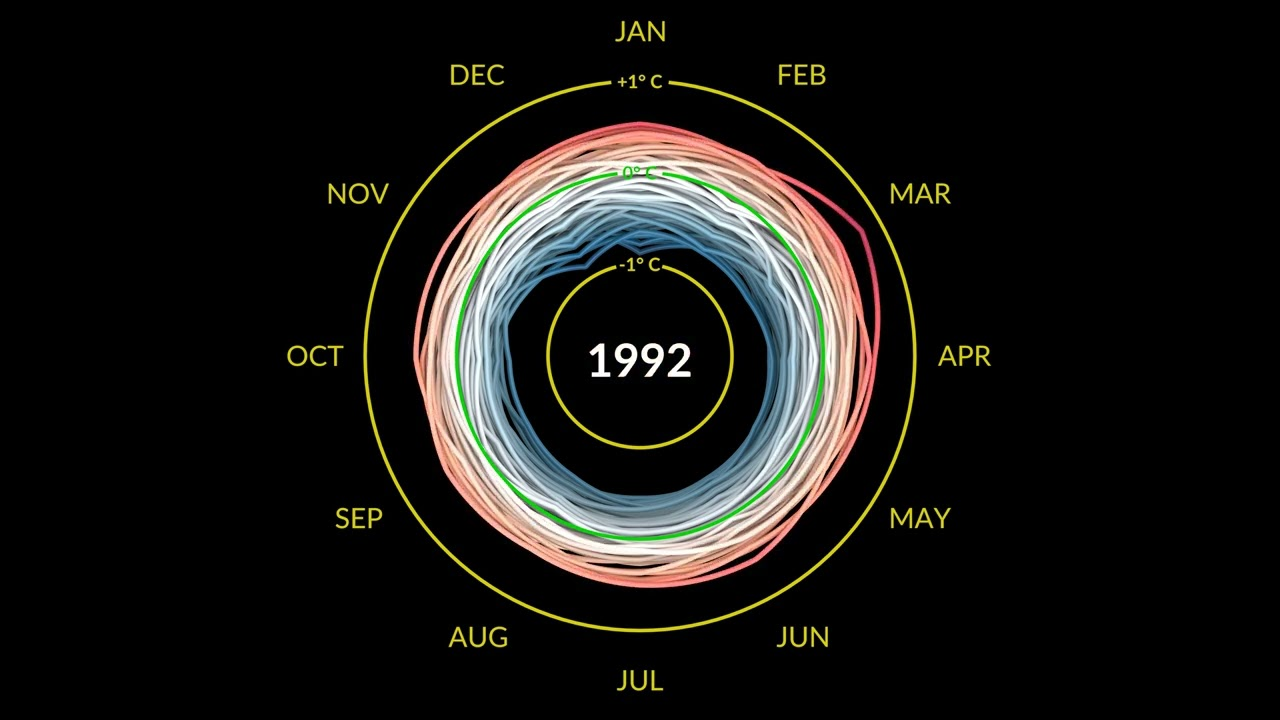 JAN
DEC
FEB
+1° C
NOV
MAR
0° C
-1° C
OCT
1992
APR
SEP
MAY
AUG
JUN
JUL